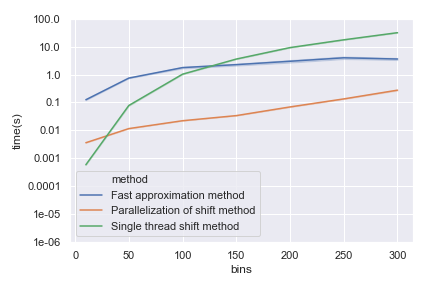 100.0
10.0
1.0
0.1
0.01
0.001
0.0001
1e-05
1e-06
time(s)
method
Fast approximation method
Parallelization of shift method
Single thread shift method
0 50 100 150 200 250 300
bins